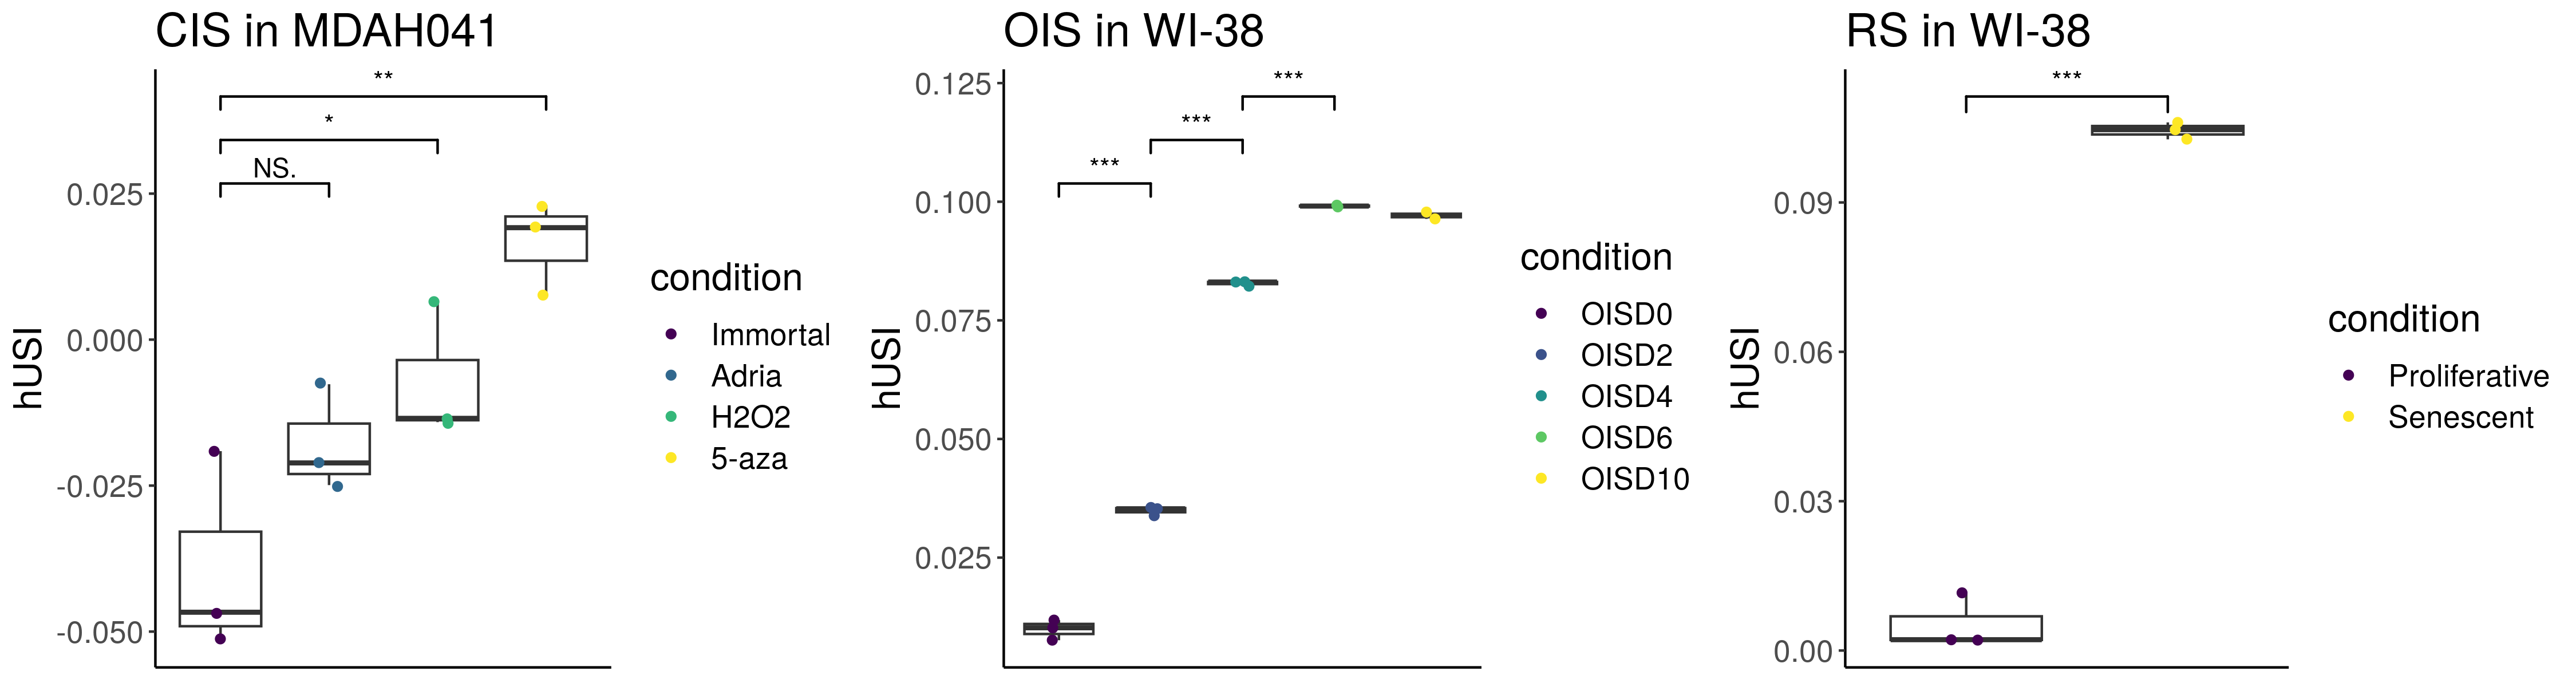 CIS in MDAH041
**
*
NS.
0.025
0.000
-0.025
-0.050
hUSI
condition
Immortal
Adria
H2O2
5-aza
OIS in WI-38
***
***
***
0.125
0.100
0.075
0.050
0.025
hUSI
condition
OISD0
OISD2
OISD4
OISD6
OISD10
RS in WI-38
***
0.09
0.06
0.03
0.00
hUSI
condition
Proliferative
Senescent